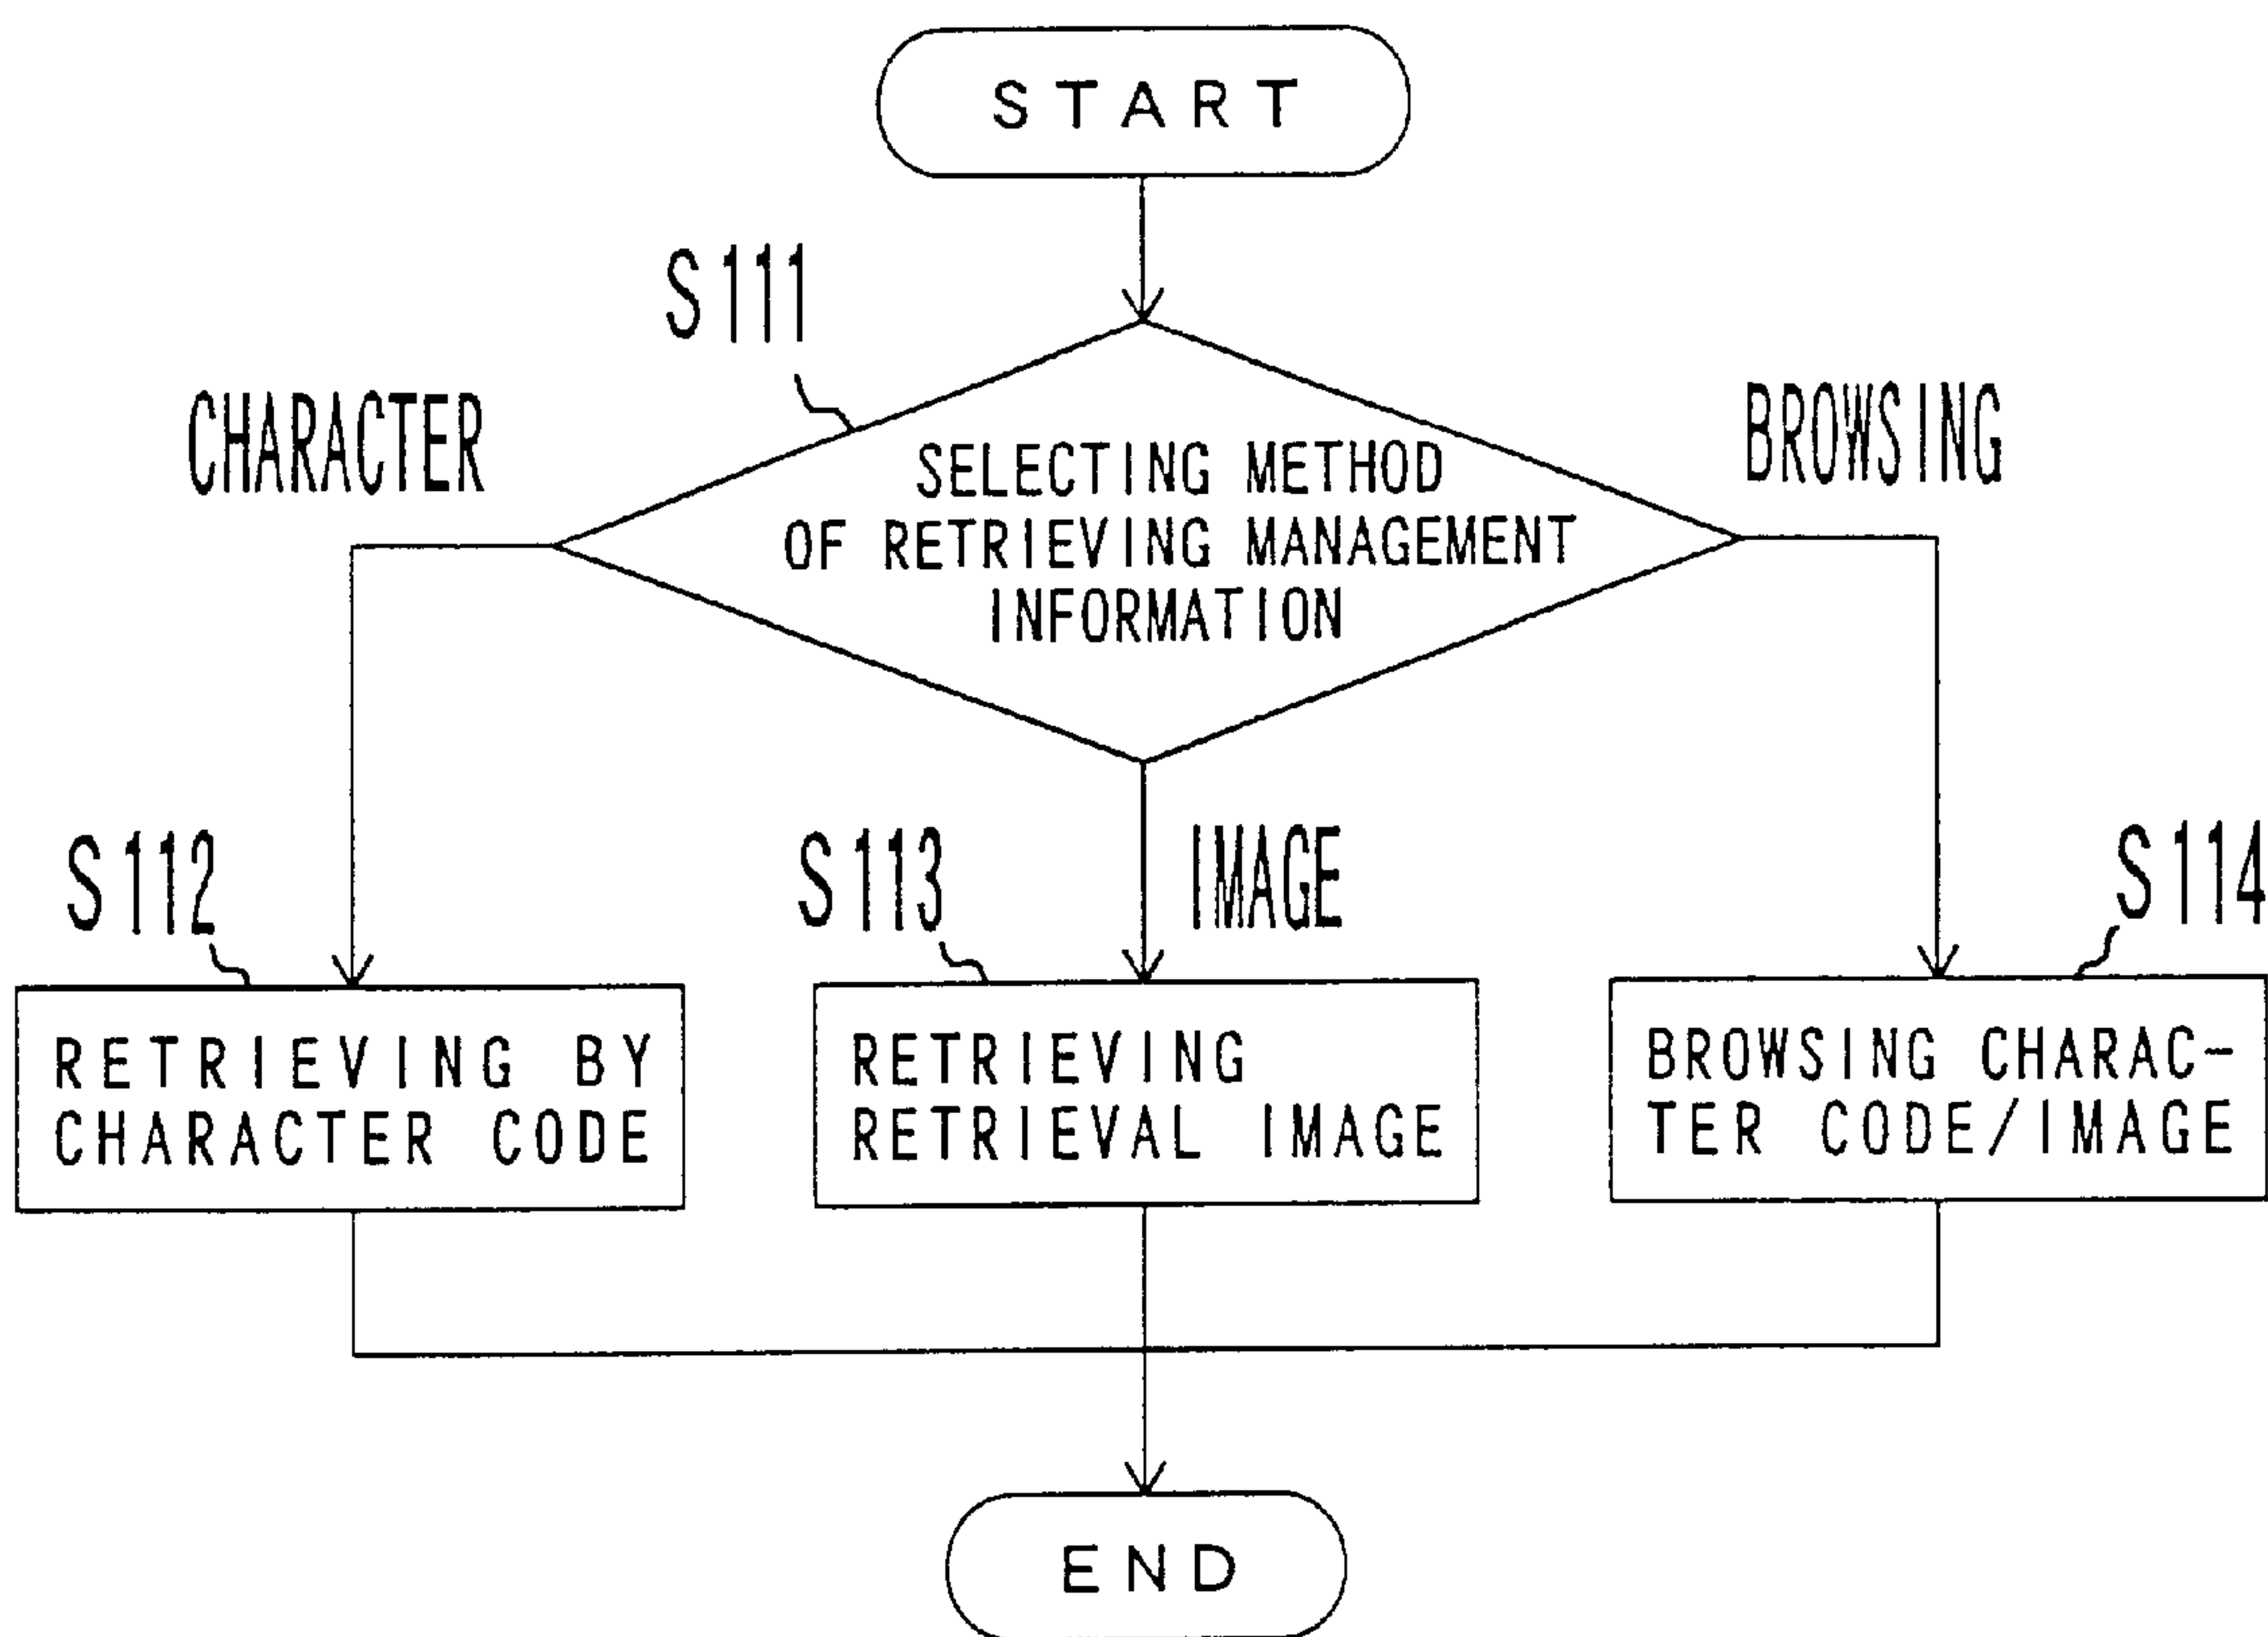 START
S111
CHARACTER
BROWSING
SELECTING METHOD
OF RETRIEVING MANAGEMENT
INFORMATION
S112
S113
IMAGE
S114
RETRIEVING BY
CHARACTER CODE
RETRIEVING
RETRIEVAL IMAGE
BROWSING CHARAC-
TER CODE/IMAGE
END